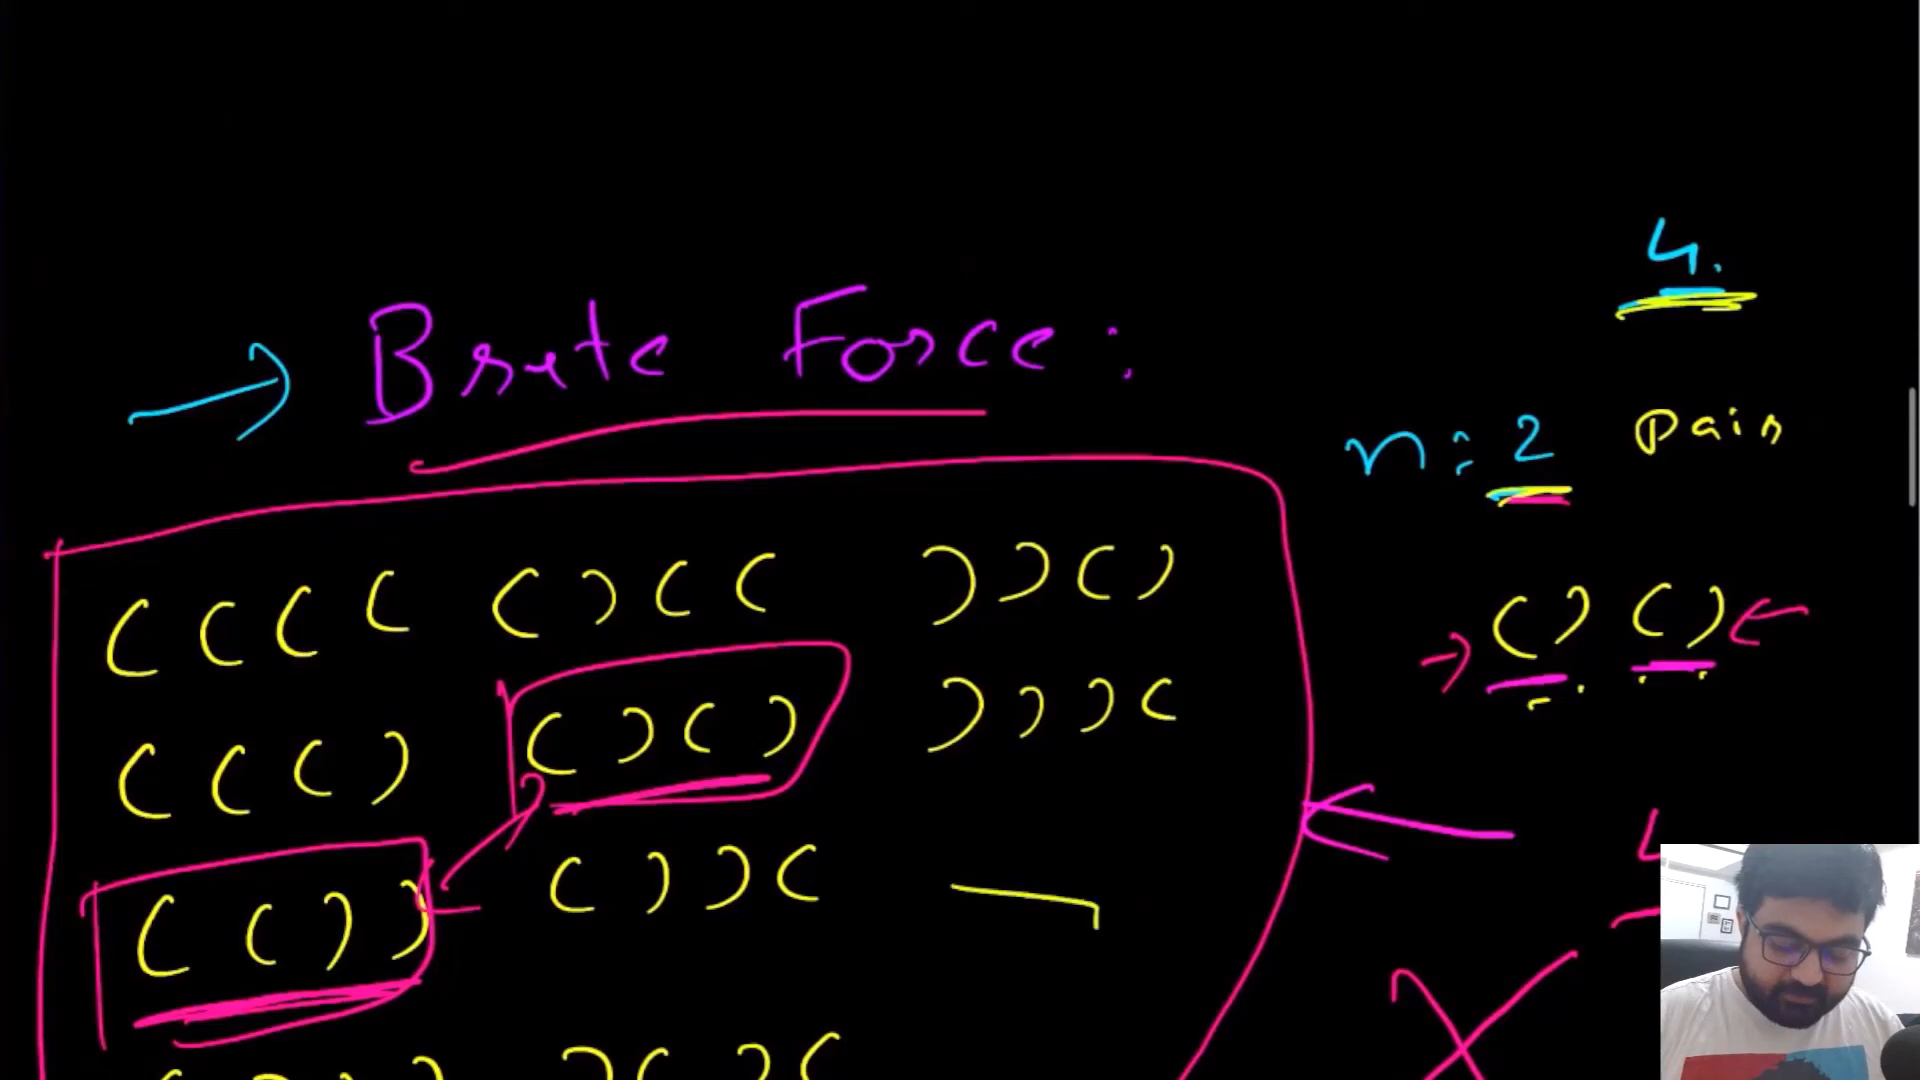 4.
→ Brute Force:
n: 2 pair
( ( ( ( ( ) ( ( ) ) ( )
( ) ( )
( ( ( ) ( ) ( ) ) ) ) (
( ( ) ) ( ) ) (